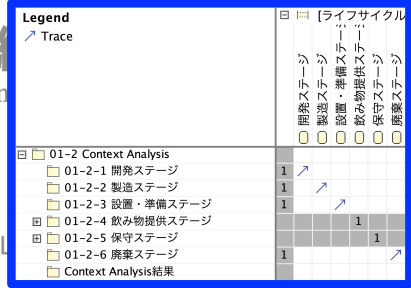 Legend
Trace
[ライフサイクル
開発ステージ
製造ステージ
設置・準備ステージ
飲み物提供ステージ
保守ステージ
廃棄ステージ
01-2 Context Analysis
01-2-1 開発ステージ 1
01-2-2 製造ステージ 1
01-2-3 設置・準備ステージ 1
01-2-4 飲み物提供ステージ 1
01-2-5 保守ステージ 1
01-2-6 廃棄ステージ 1
Context Analysis結果